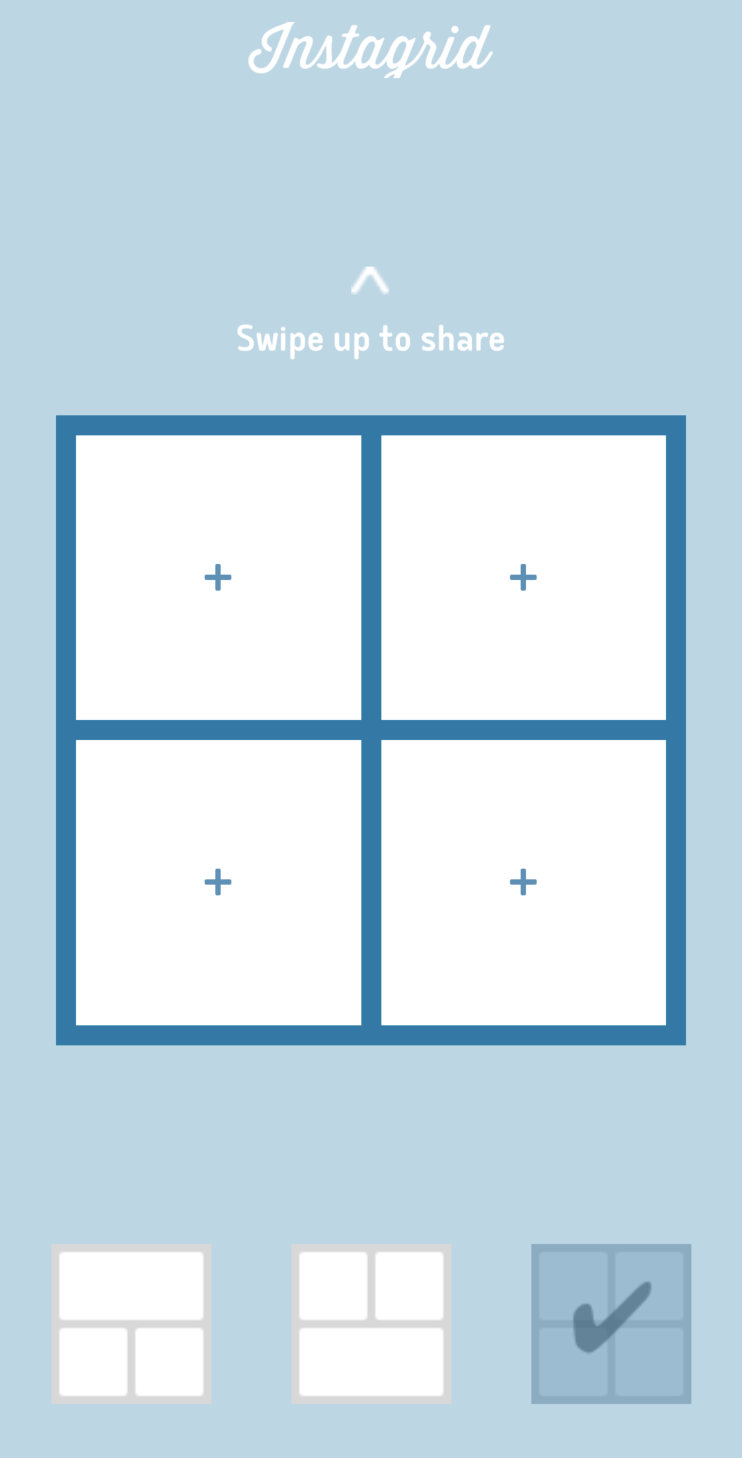 Instagrid
Swipe up to share
+ +
+ +